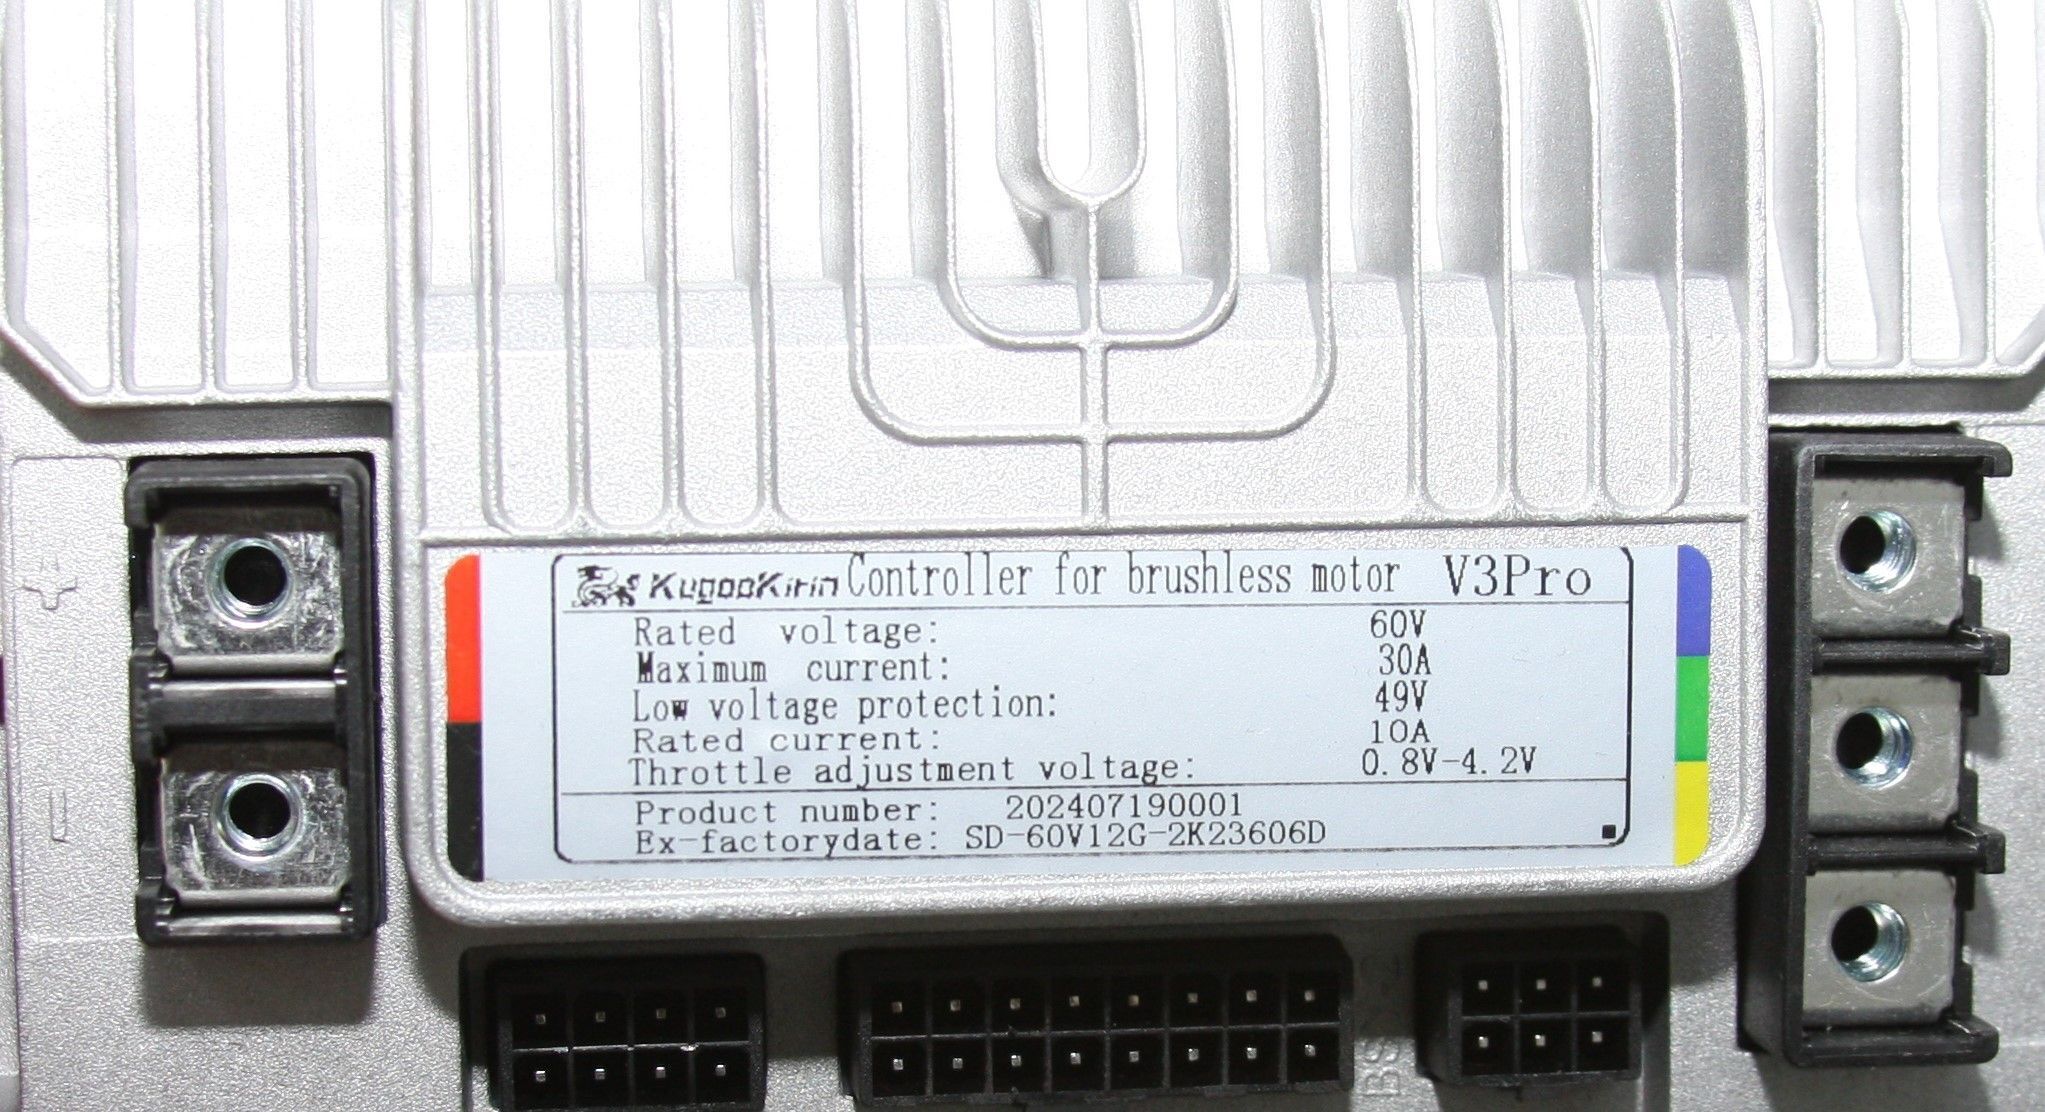 KugooKirin Controller for brushless motor V3Pro
Rated voltage: 60V
Maximum current: 30A
Low voltage protection: 49V
Rated current: 10A
Throttle adjustment voltage: 0.8V-4.2V
Product number: 202407190001
Ex-factorydate: SD-60V12G-2K23606D